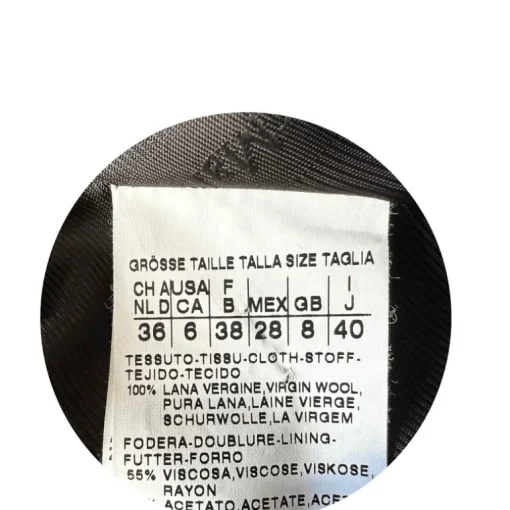 GRÖSSE TAILLE TALLA SIZE TAGLIA
CH A USA F I
NL D CA B MEX GB J
36 6 38 28 8 40
TESSUTO-TISSU-CLOTH-STOFF-
TEJIDO-TECIDO
100% LANA VERGINE,VIRGIN WOOL,
PURA LANA,LAINE VIERGE,
SCHURWOLLE,LA VIRGEM
FODERA-DOUBLURE-LINING-
FUTTER-FORRO
55% VISCOSA,VISCOSE,VISKOSE,
RAYON
ACETATO,ACETATE,